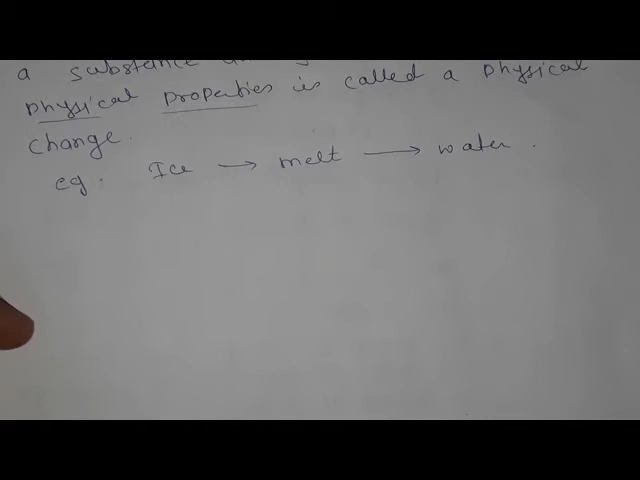 a substance
physical properties is called a physical
change.
eg. Ice → melt → water.